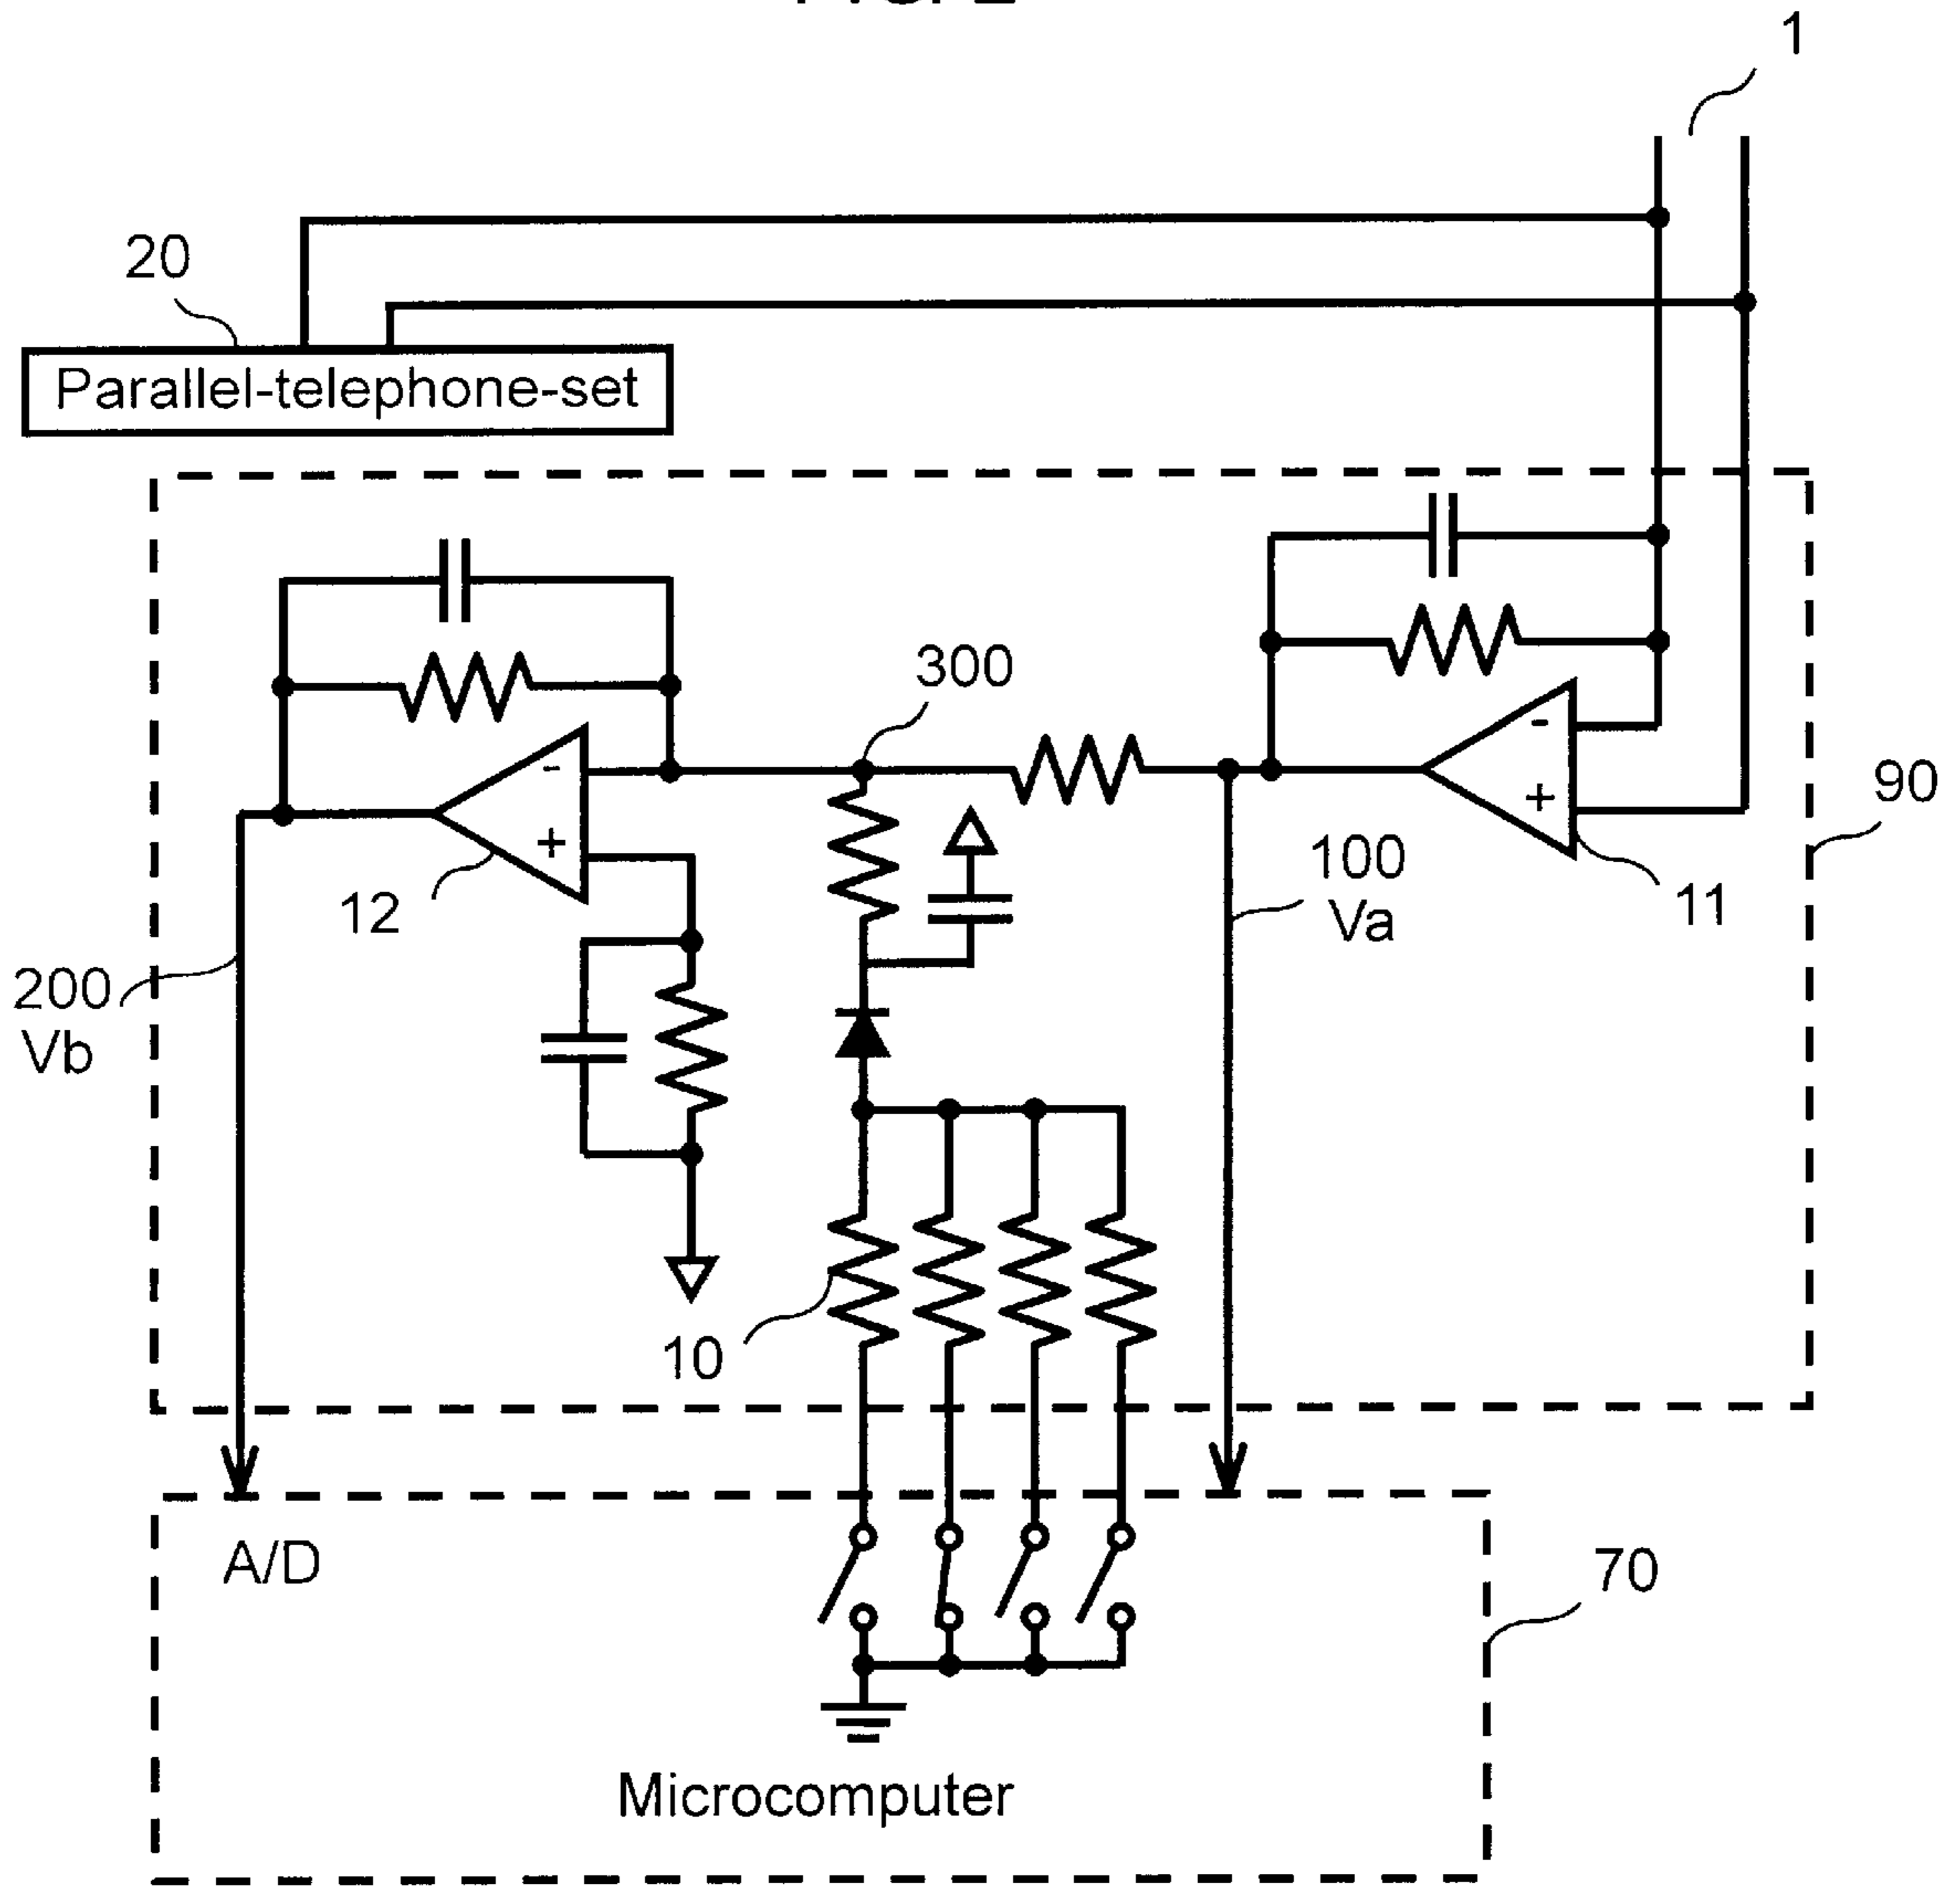 1
20
Parallel-telephone-set
300
90
-
+
-
+
100
Va
11
12
200
Vb
10
A/D
70
Microcomputer